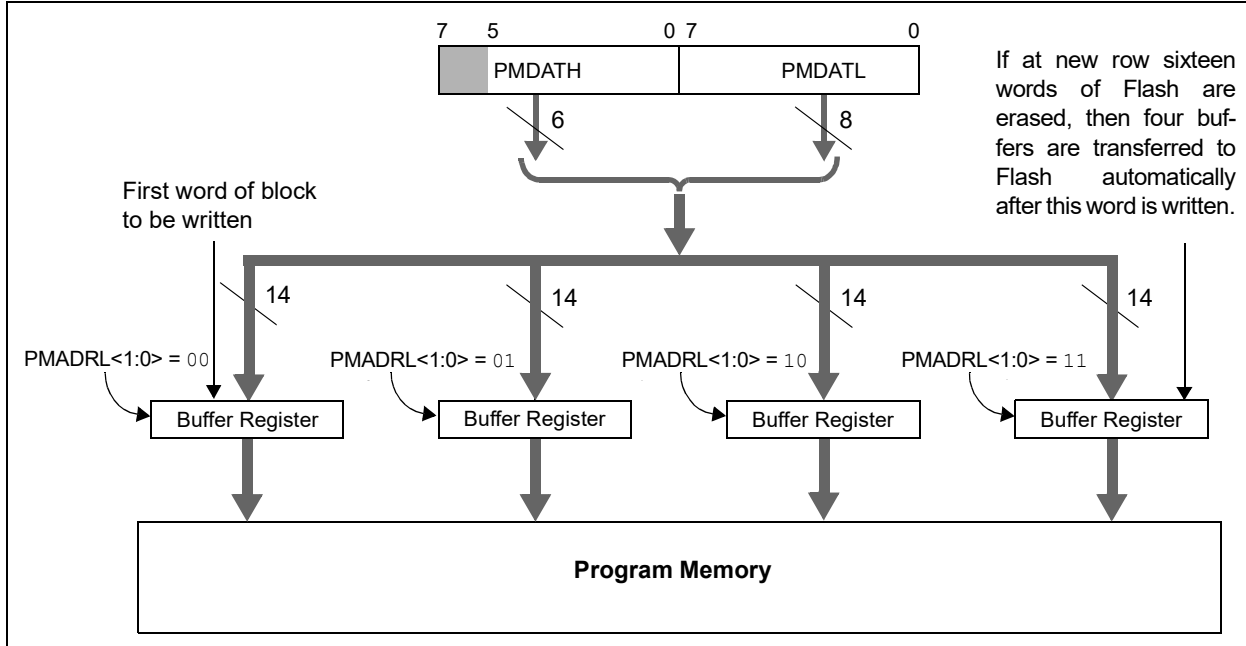 7 5 0 7 0
PMDATH PMDATL
6 8
If at new row sixteen
words of Flash are
erased, then four buf-
fers are transferred to
Flash automatically
after this word is written.
First word of block
to be written
14 14 14 14
PMADRL<1:0> = 00 PMADRL<1:0> = 01 PMADRL<1:0> = 10 PMADRL<1:0> = 11
Buffer Register Buffer Register Buffer Register Buffer Register
Program Memory